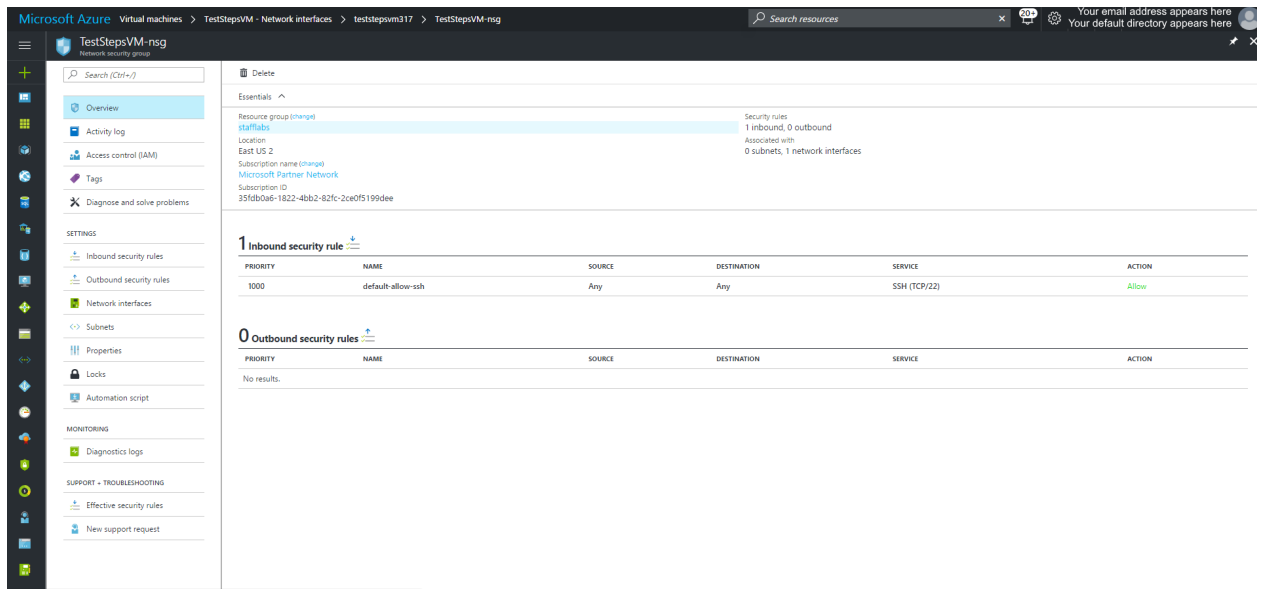 Microsoft Azure Virtual machines > TestStepsVM - Network interfaces > teststepsvm317 > TestStepsVM-nsg
Search resources
20+
Your email address appears here
Your default directory appears here
TestStepsVM-nsg
Network security group
Search (Ctrl+/)
Overview
Activity log
Access control (IAM)
Tags
Diagnose and solve problems
SETTINGS
Inbound security rules
Outbound security rules
Network interfaces
Subnets
Properties
Locks
Automation script
MONITORING
Diagnostics logs
SUPPORT + TROUBLESHOOTING
Effective security rules
New support request
Delete
Essentials
Resource group (change)
stafflabs
Location
East US 2
Subscription name (change)
Microsoft Partner Network
Subscription ID
35fdb0a6-1822-4bb2-82fc-2ce0f5199dee
Security rules
1 inbound, 0 outbound
Associated with
0 subnets, 1 network interfaces
1 Inbound security rule
PRIORITY NAME SOURCE DESTINATION SERVICE ACTION
1000 default-allow-ssh Any Any SSH (TCP/22) Allow
0 Outbound security rules
PRIORITY NAME SOURCE DESTINATION SERVICE ACTION
No results.